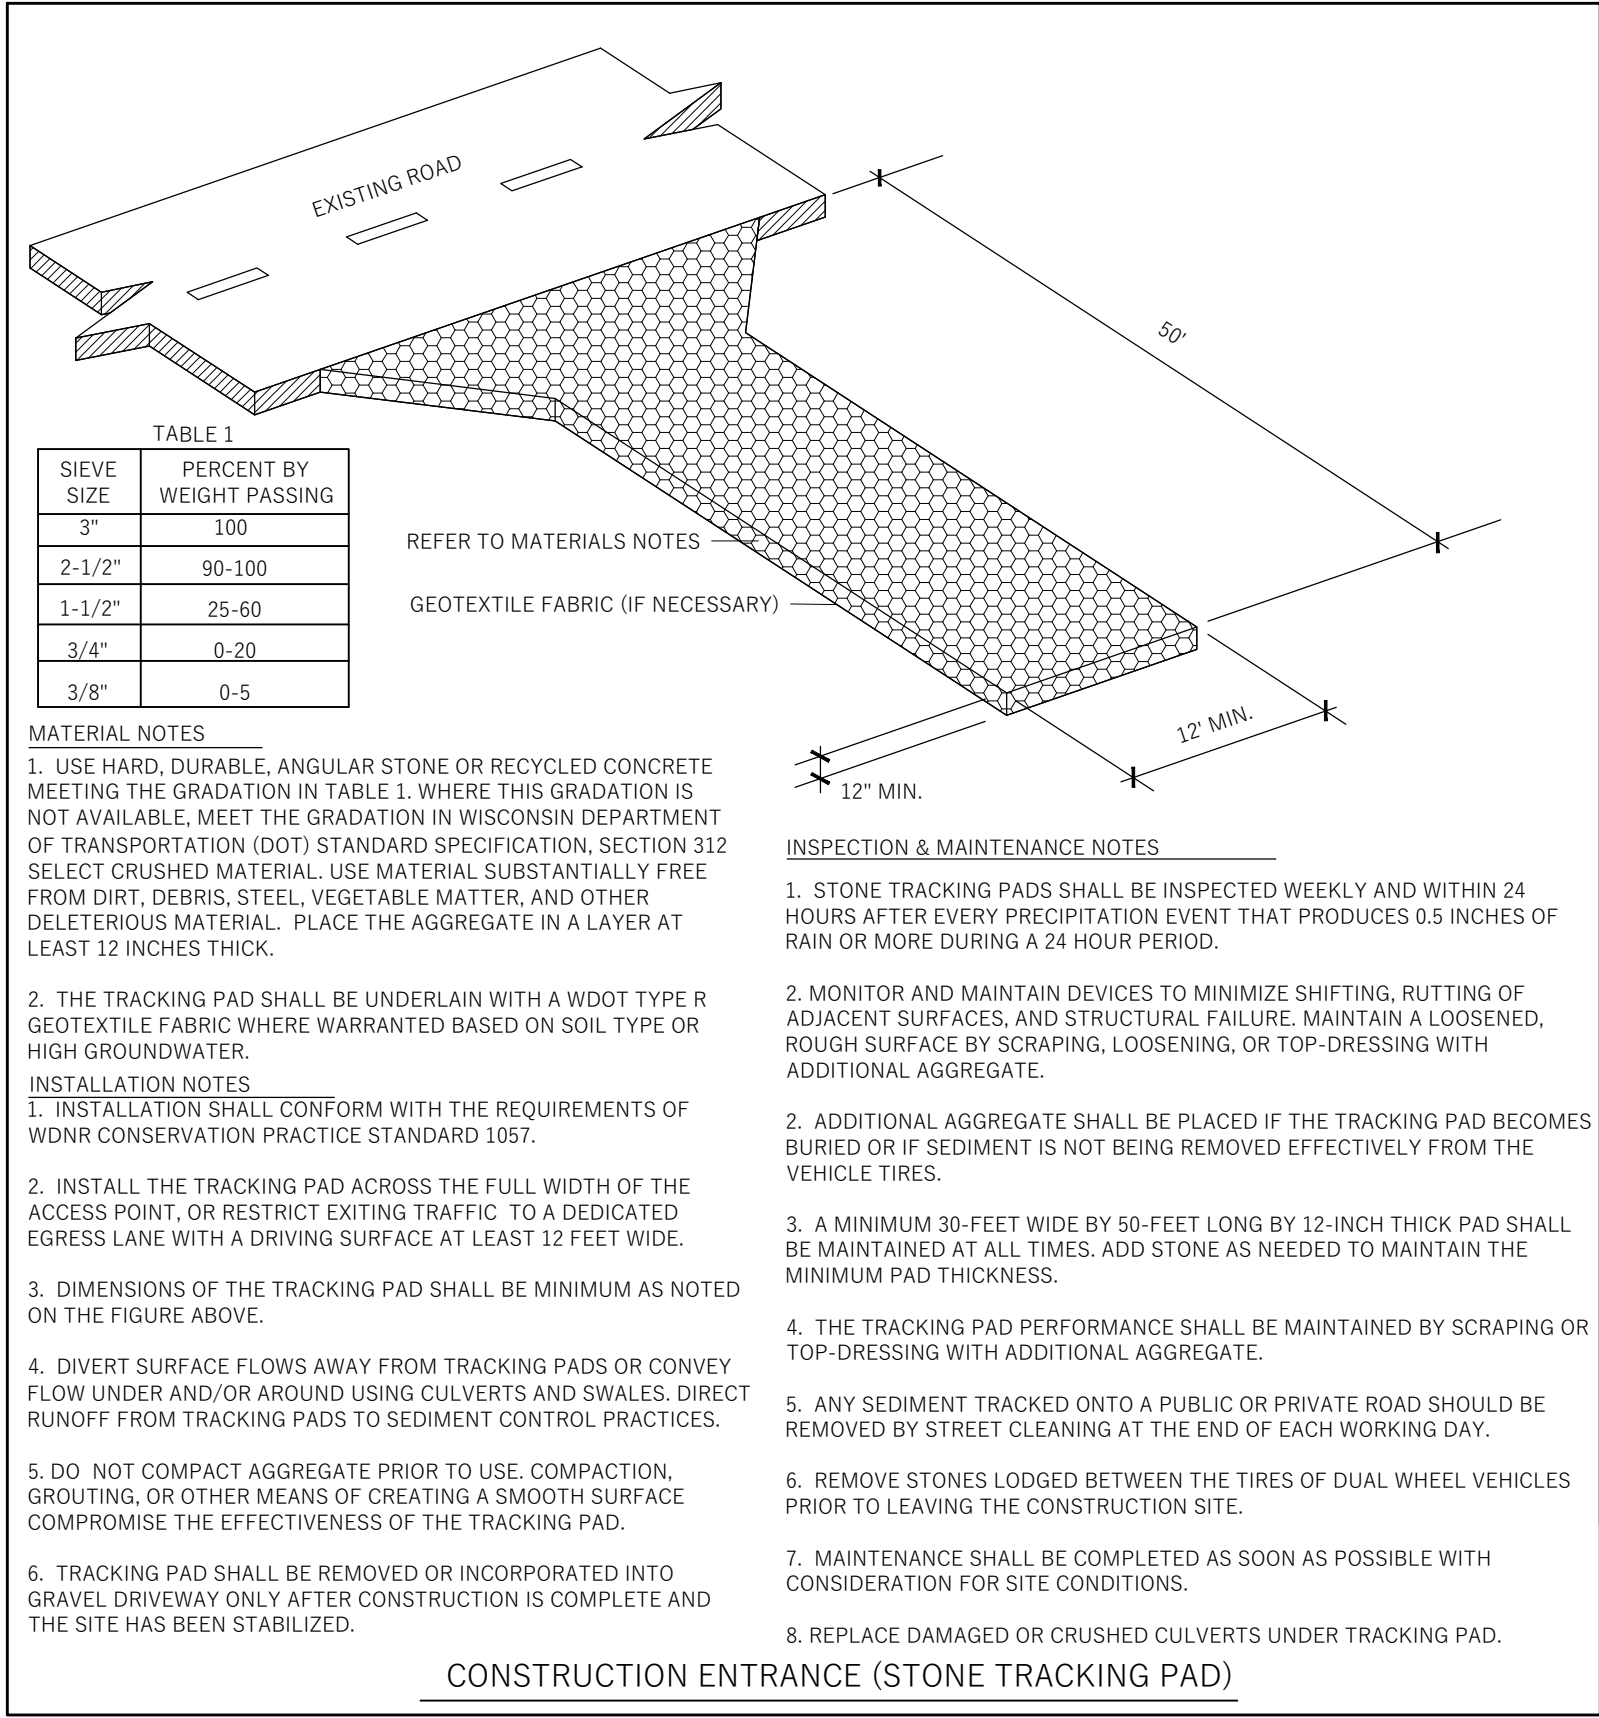 EXISTING ROAD
50'
TABLE 1
SIEVE SIZE PERCENT BY WEIGHT PASSING
3" 100
2-1/2" 90-100
1-1/2" 25-60
3/4" 0-20
3/8" 0-5
REFER TO MATERIALS NOTES
GEOTEXTILE FABRIC (IF NECESSARY)
12' MIN.
12" MIN.
MATERIAL NOTES
1. USE HARD, DURABLE, ANGULAR STONE OR RECYCLED CONCRETE
MEETING THE GRADATION IN TABLE 1. WHERE THIS GRADATION IS
NOT AVAILABLE, MEET THE GRADATION IN WISCONSIN DEPARTMENT
OF TRANSPORTATION (DOT) STANDARD SPECIFICATION, SECTION 312
SELECT CRUSHED MATERIAL. USE MATERIAL SUBSTANTIALLY FREE
FROM DIRT, DEBRIS, STEEL, VEGETABLE MATTER, AND OTHER
DELETERIOUS MATERIAL. PLACE THE AGGREGATE IN A LAYER AT
LEAST 12 INCHES THICK.
2. THE TRACKING PAD SHALL BE UNDERLAIN WITH A WDOT TYPE R
GEOTEXTILE FABRIC WHERE WARRANTED BASED ON SOIL TYPE OR
HIGH GROUNDWATER.
INSTALLATION NOTES
1. INSTALLATION SHALL CONFORM WITH THE REQUIREMENTS OF
WDNR CONSERVATION PRACTICE STANDARD 1057.
2. INSTALL THE TRACKING PAD ACROSS THE FULL WIDTH OF THE
ACCESS POINT, OR RESTRICT EXITING TRAFFIC TO A DEDICATED
EGRESS LANE WITH A DRIVING SURFACE AT LEAST 12 FEET WIDE.
3. DIMENSIONS OF THE TRACKING PAD SHALL BE MINIMUM AS NOTED
ON THE FIGURE ABOVE.
4. DIVERT SURFACE FLOWS AWAY FROM TRACKING PADS OR CONVEY
FLOW UNDER AND/OR AROUND USING CULVERTS AND SWALES. DIRECT
RUNOFF FROM TRACKING PADS TO SEDIMENT CONTROL PRACTICES.
5. DO NOT COMPACT AGGREGATE PRIOR TO USE. COMPACTION,
GROUTING, OR OTHER MEANS OF CREATING A SMOOTH SURFACE
COMPROMISE THE EFFECTIVENESS OF THE TRACKING PAD.
6. TRACKING PAD SHALL BE REMOVED OR INCORPORATED INTO
GRAVEL DRIVEWAY ONLY AFTER CONSTRUCTION IS COMPLETE AND
THE SITE HAS BEEN STABILIZED.
INSPECTION & MAINTENANCE NOTES
1. STONE TRACKING PADS SHALL BE INSPECTED WEEKLY AND WITHIN 24
HOURS AFTER EVERY PRECIPITATION EVENT THAT PRODUCES 0.5 INCHES OF
RAIN OR MORE DURING A 24 HOUR PERIOD.
2. MONITOR AND MAINTAIN DEVICES TO MINIMIZE SHIFTING, RUTTING OF
ADJACENT SURFACES, AND STRUCTURAL FAILURE. MAINTAIN A LOOSENED,
ROUGH SURFACE BY SCRAPING, LOOSENING, OR TOP-DRESSING WITH
ADDITIONAL AGGREGATE.
2. ADDITIONAL AGGREGATE SHALL BE PLACED IF THE TRACKING PAD BECOMES
BURIED OR IF SEDIMENT IS NOT BEING REMOVED EFFECTIVELY FROM THE
VEHICLE TIRES.
3. A MINIMUM 30-FEET WIDE BY 50-FEET LONG BY 12-INCH THICK PAD SHALL
BE MAINTAINED AT ALL TIMES. ADD STONE AS NEEDED TO MAINTAIN THE
MINIMUM PAD THICKNESS.
4. THE TRACKING PAD PERFORMANCE SHALL BE MAINTAINED BY SCRAPING OR
TOP-DRESSING WITH ADDITIONAL AGGREGATE.
5. ANY SEDIMENT TRACKED ONTO A PUBLIC OR PRIVATE ROAD SHOULD BE
REMOVED BY STREET CLEANING AT THE END OF EACH WORKING DAY.
6. REMOVE STONES LODGED BETWEEN THE TIRES OF DUAL WHEEL VEHICLES
PRIOR TO LEAVING THE CONSTRUCTION SITE.
7. MAINTENANCE SHALL BE COMPLETED AS SOON AS POSSIBLE WITH
CONSIDERATION FOR SITE CONDITIONS.
8. REPLACE DAMAGED OR CRUSHED CULVERTS UNDER TRACKING PAD.
CONSTRUCTION ENTRANCE (STONE TRACKING PAD)